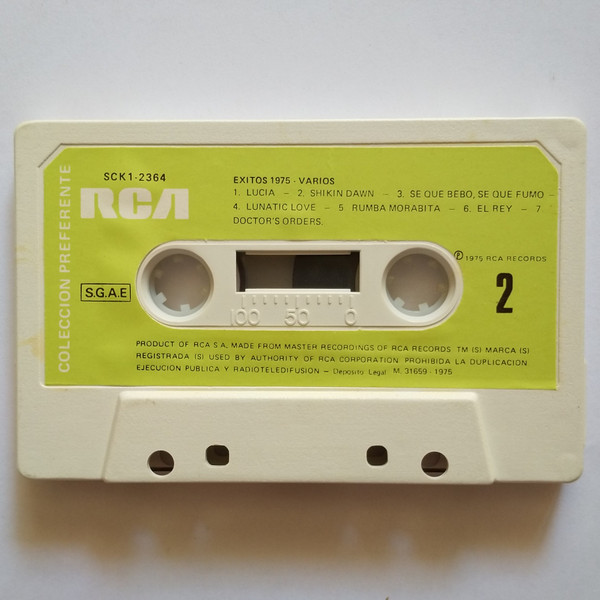 COLECCION PREFERENTE
SCK1-2364
RCA
EXITOS 1975 - VARIOS
1. LUCIA – 2. SHIKIN DAWN – 3. SE QUE BEBO, SE QUE FUMO –
4. LUNATIC LOVE – 5 RUMBA MORABITA – 6. EL REY – 7.
DOCTOR'S ORDERS.
Ⓟ 1975 RCA RECORDS
S.G.A.E
2
100 50 0
PRODUCT OF RCA S.A, MADE FROM MASTER RECORDINGS OF RCA RECORDS TM (S) MARCA (S)
REGISTRADA (S) USED BY AUTHORITY OF RCA CORPORATION PROHIBIDA LA DUPLICACION
EJECUCION PUBLICA Y RADIOTELEDIFUSION – Deposito Legal: M. 31659 - 1975